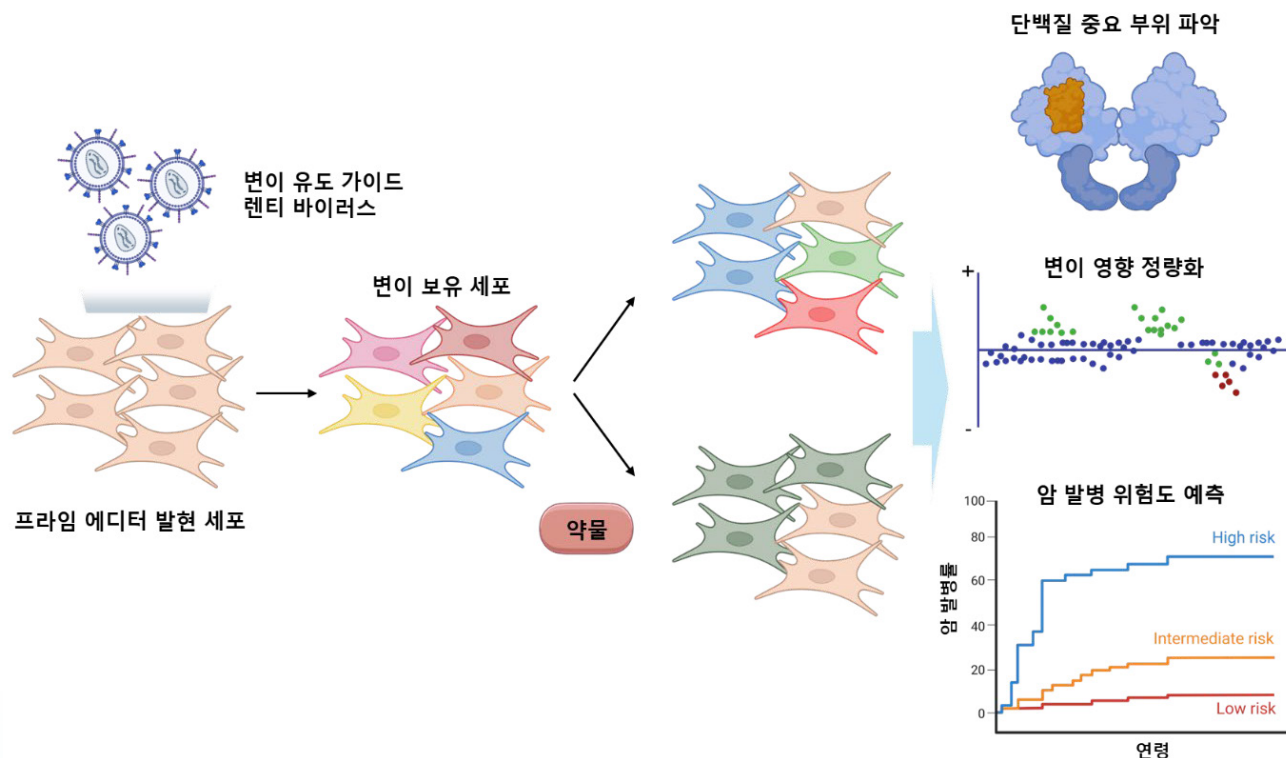 단백질 중요 부위 파악
변이 유도 가이드
렌티 바이러스
변이 보유 세포
프라임 에디터 발현 세포
약물
변이 영향 정량화
+
-
암 발병 위험도 예측
100
80
60
40
20
0
암 발병률
High risk
Intermediate risk
Low risk
연령